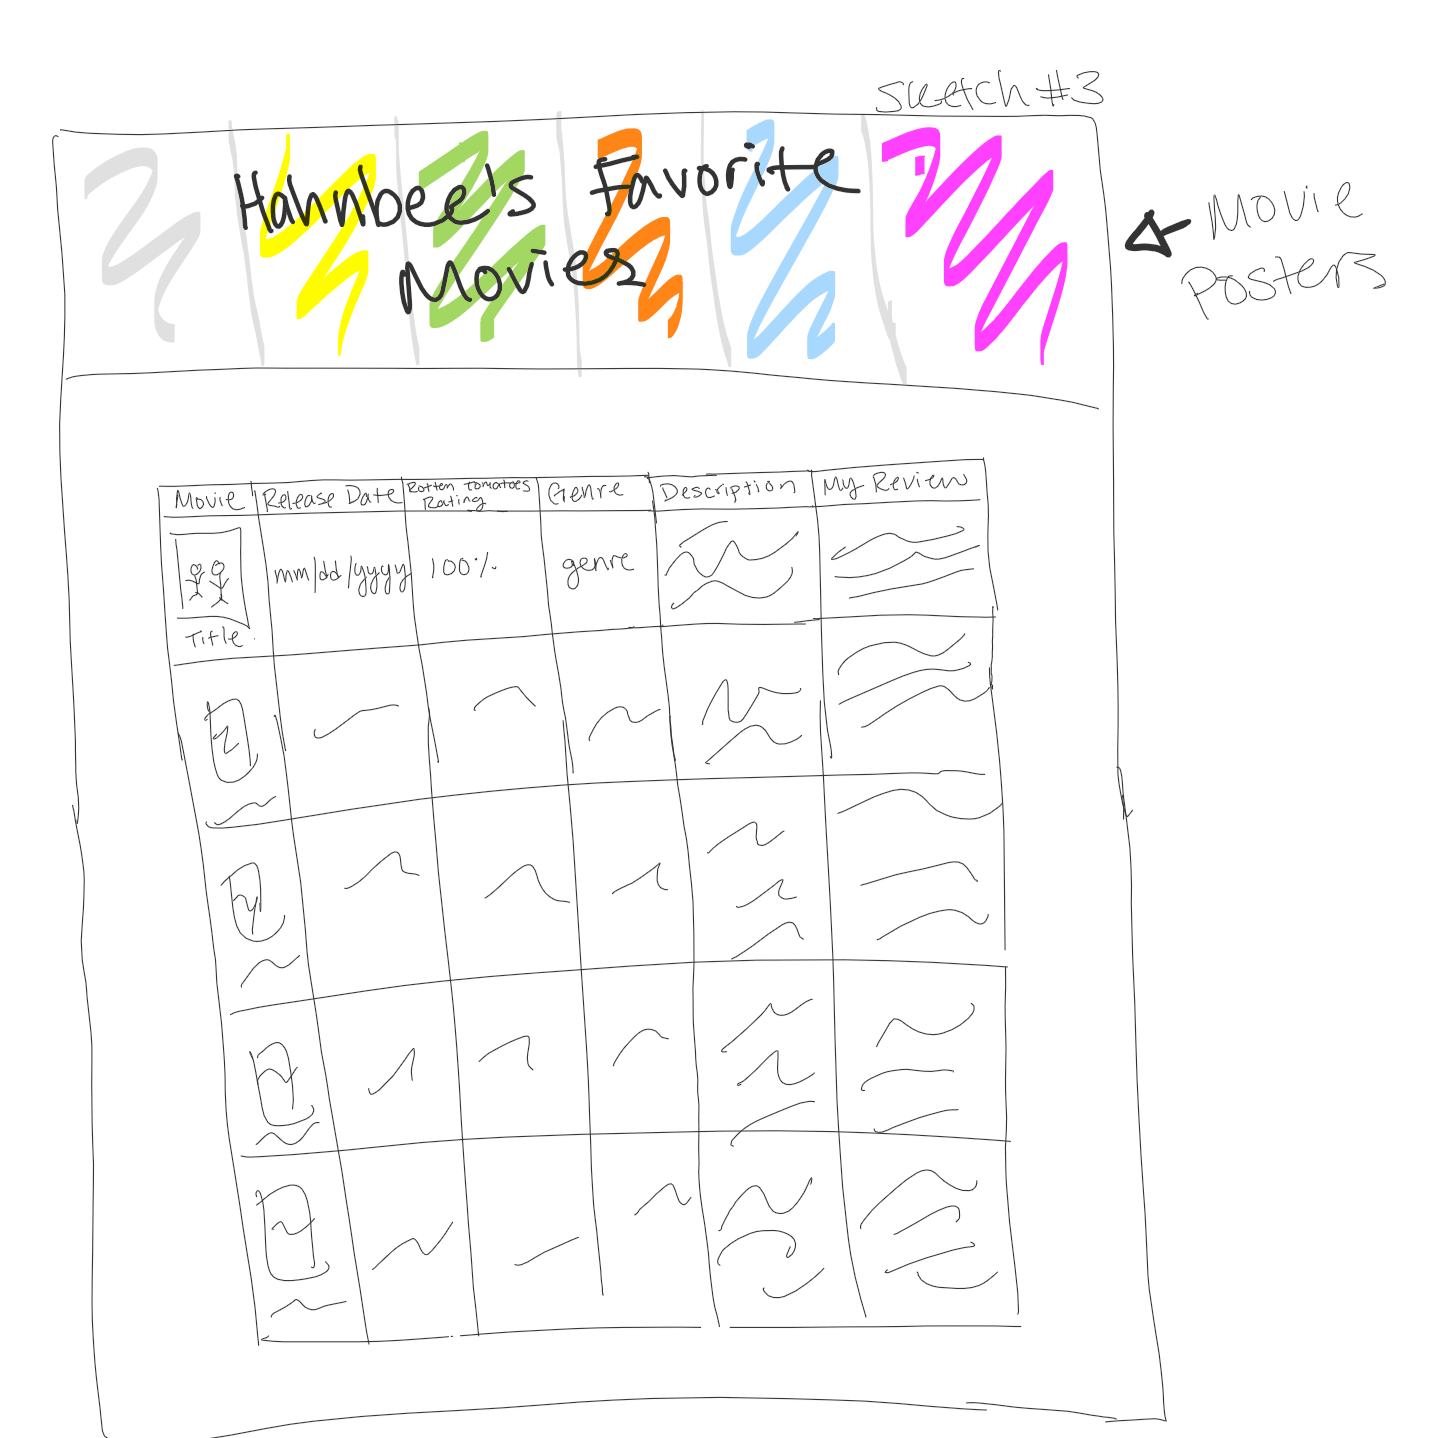 sketch #3
Hahnbee's Favorite
Movies
Movie
Posters
Movie
Release Date
Rotten Tomatoes
Rating
Genre
Description
My Review
mm/dd/yyyy
100%
genre
Title